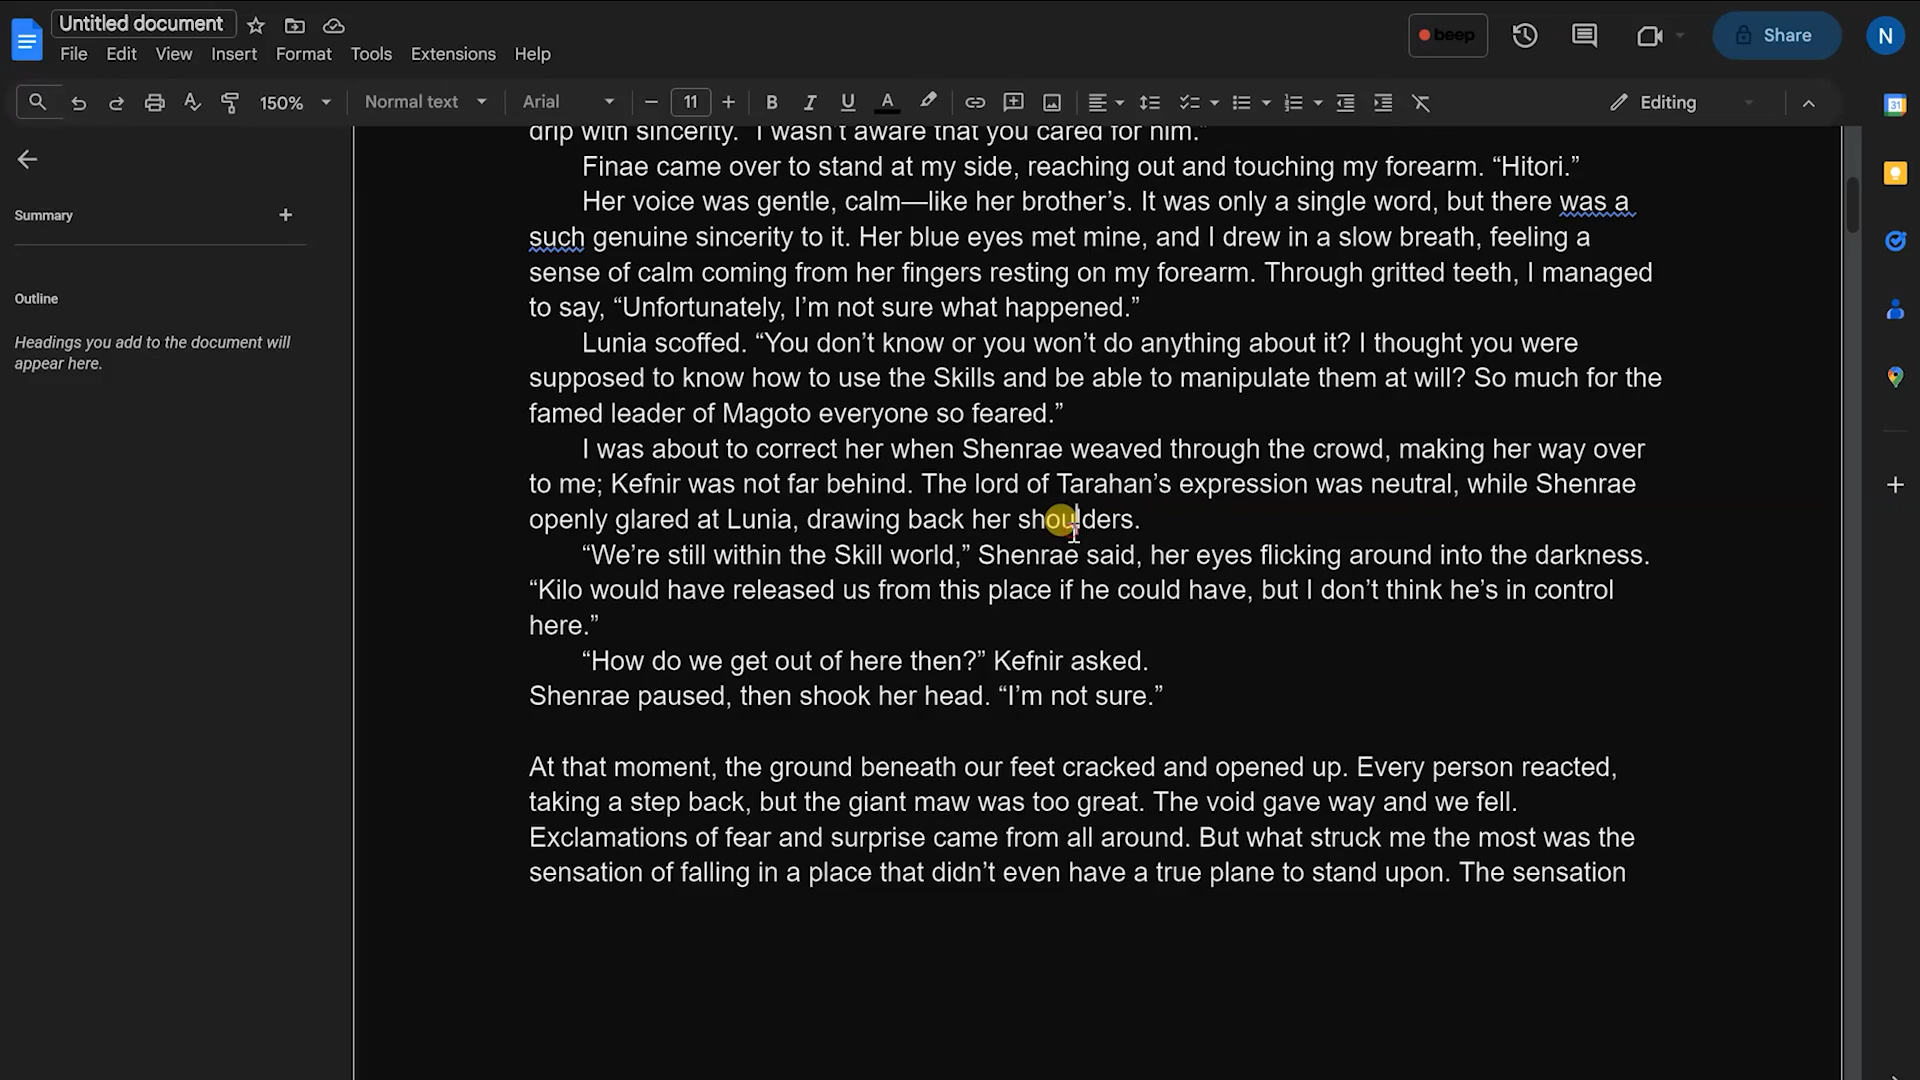 Untitled document
File Edit View Insert Format Tools Extensions Help
beep
Share
N
150% Normal text Arial 11 Editing
31
Summary
Outline
Headings you add to the document will
appear here.
drip with sincerity. “I wasn’t aware that you cared for him.”
Finae came over to stand at my side, reaching out and touching my forearm. “Hitori.”
Her voice was gentle, calm—like her brother’s. It was only a single word, but there was a
such genuine sincerity to it. Her blue eyes met mine, and I drew in a slow breath, feeling a
sense of calm coming from her fingers resting on my forearm. Through gritted teeth, I managed
to say, “Unfortunately, I’m not sure what happened.”
Lunia scoffed. “You don’t know or you won’t do anything about it? I thought you were
supposed to know how to use the Skills and be able to manipulate them at will? So much for the
famed leader of Magoto everyone so feared.”
I was about to correct her when Shenrae weaved through the crowd, making her way over
to me; Kefnir was not far behind. The lord of Tarahan’s expression was neutral, while Shenrae
openly glared at Lunia, drawing back her shoulders.
“We’re still within the Skill world,” Shenrae said, her eyes flicking around into the darkness.
“Kilo would have released us from this place if he could have, but I don’t think he’s in control
here.”
“How do we get out of here then?” Kefnir asked.
Shenrae paused, then shook her head. “I’m not sure.”
At that moment, the ground beneath our feet cracked and opened up. Every person reacted,
taking a step back, but the giant maw was too great. The void gave way and we fell.
Exclamations of fear and surprise came from all around. But what struck me the most was the
sensation of falling in a place that didn’t even have a true plane to stand upon. The sensation